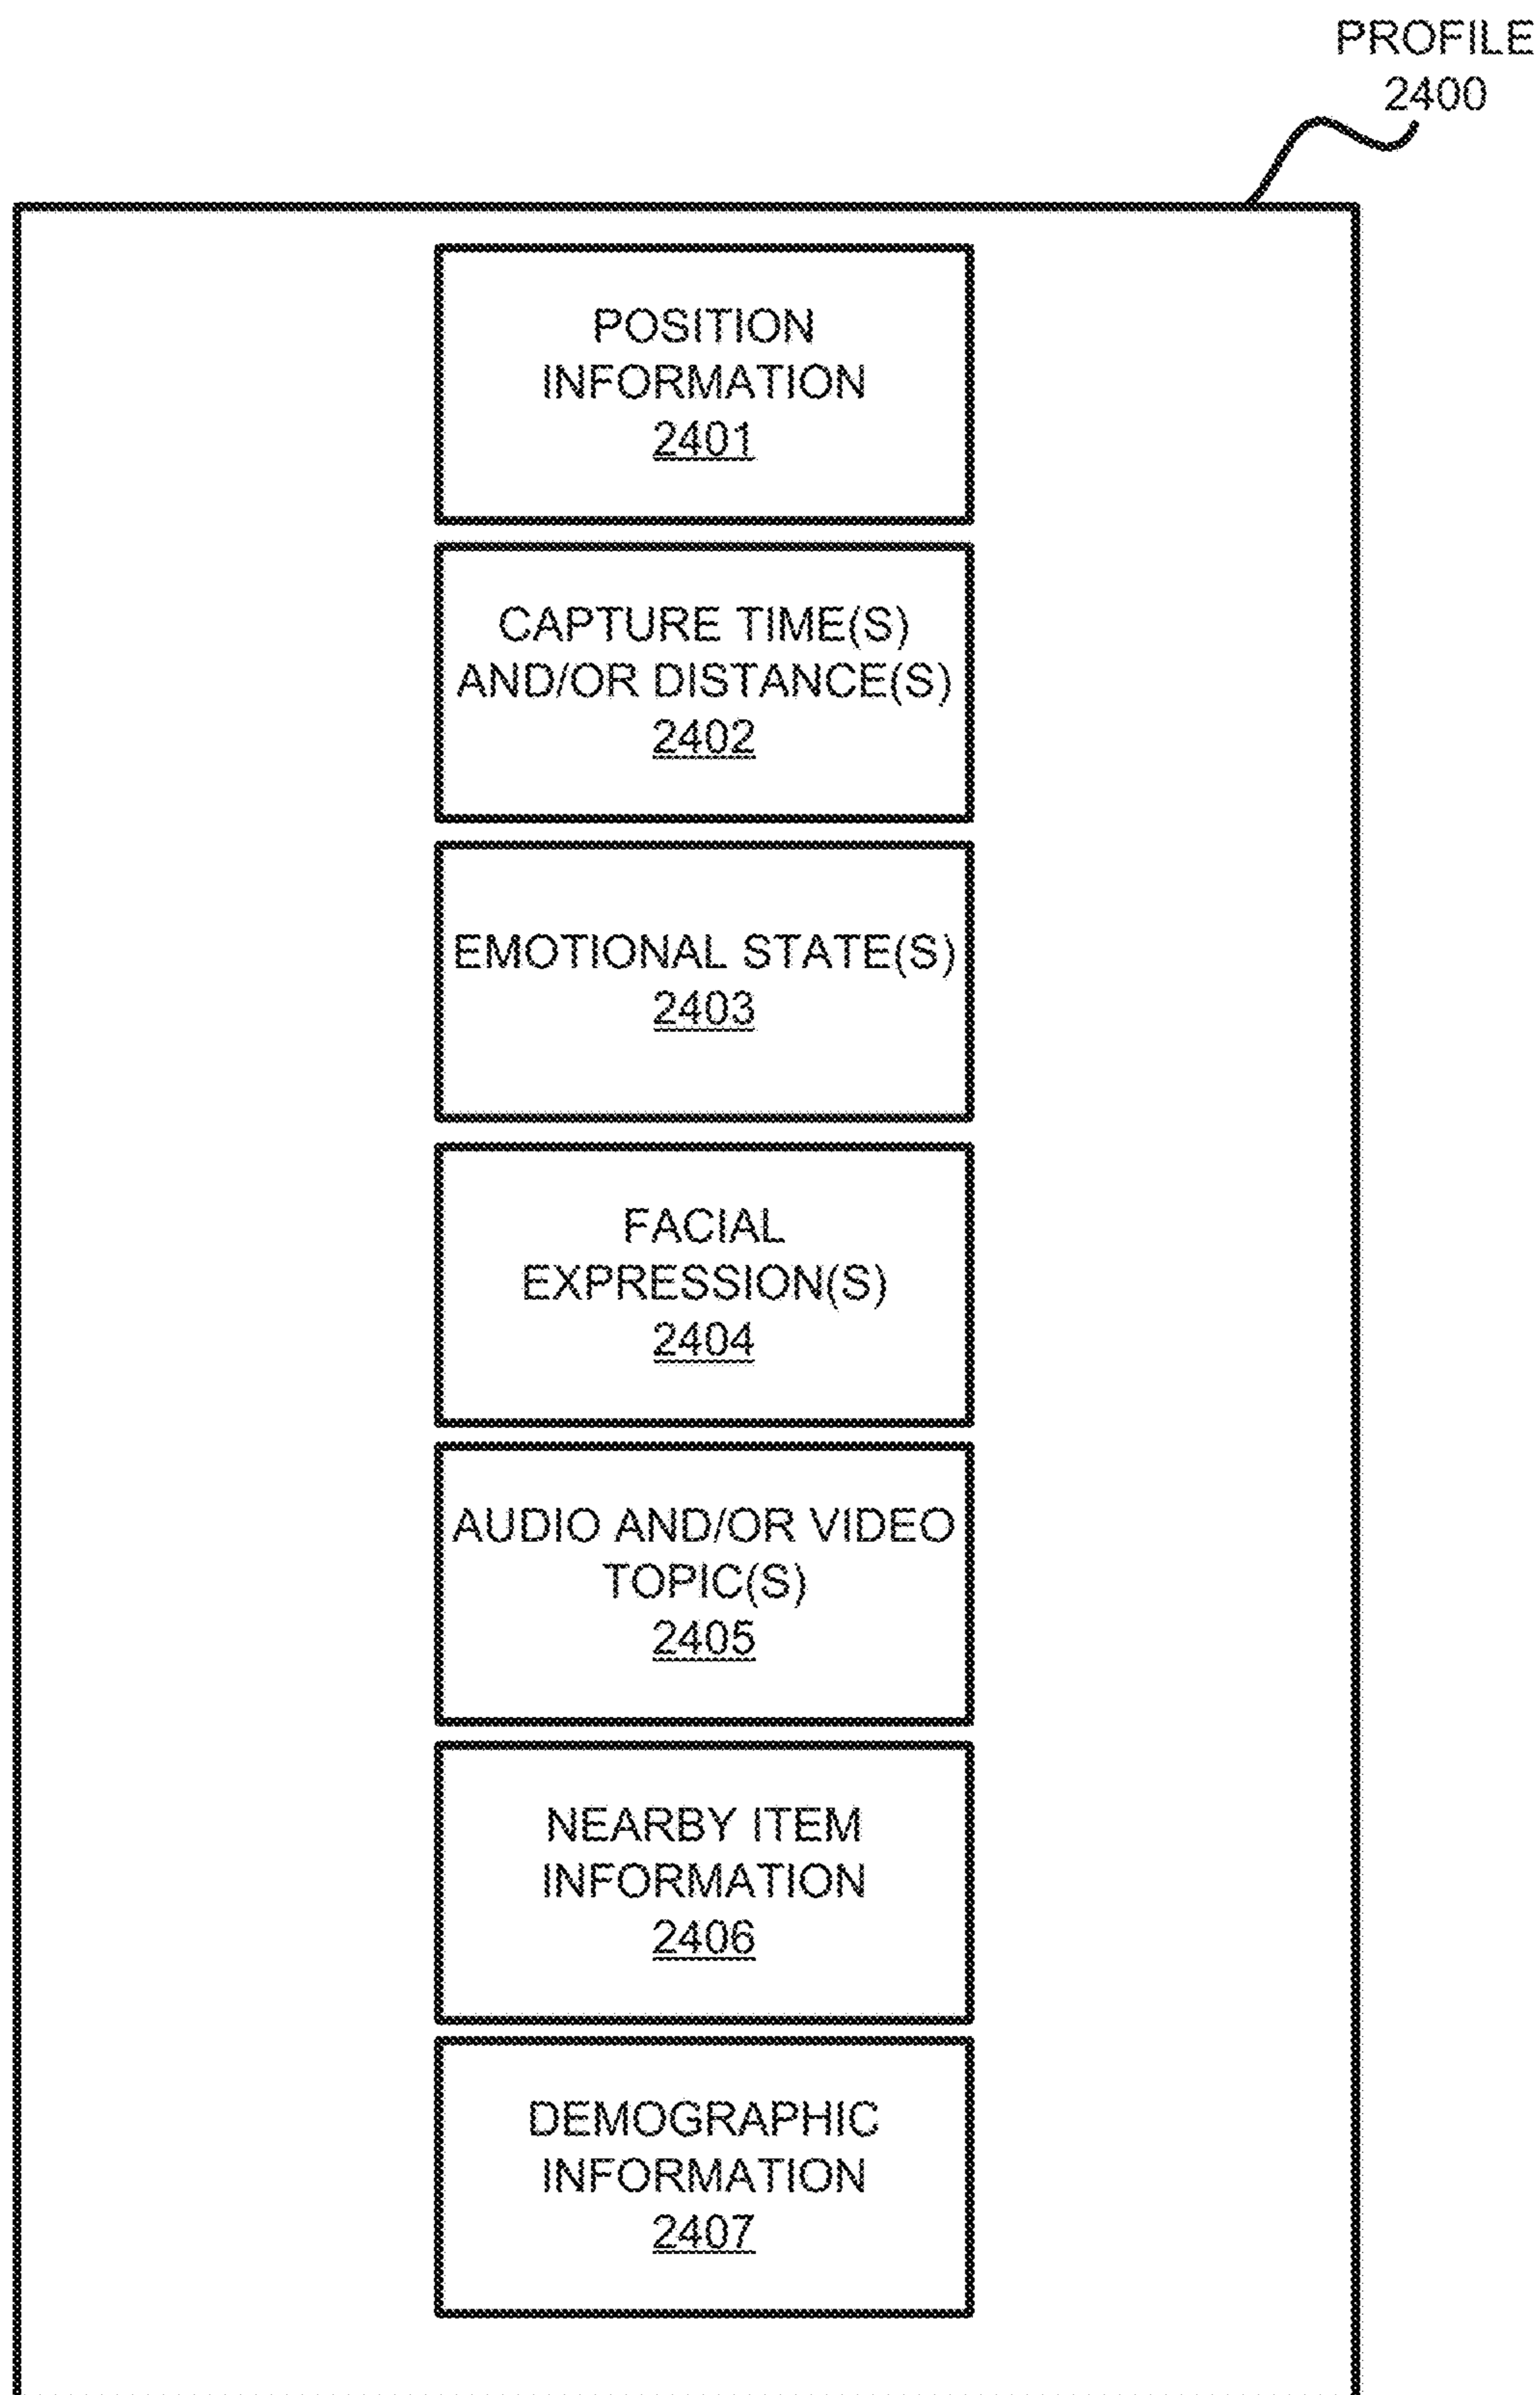 PROFILE
2400
POSITION
INFORMATION
2401
CAPTURE TIME(S)
AND/OR DISTANCE(S)
2402
EMOTIONAL STATE(S)
2403
FACIAL
EXPRESSION(S)
2404
AUDIO AND/OR VIDEO
TOPIC(S)
2405
NEARBY ITEM
INFORMATION
2406
DEMOGRAPHIC
INFORMATION
2407